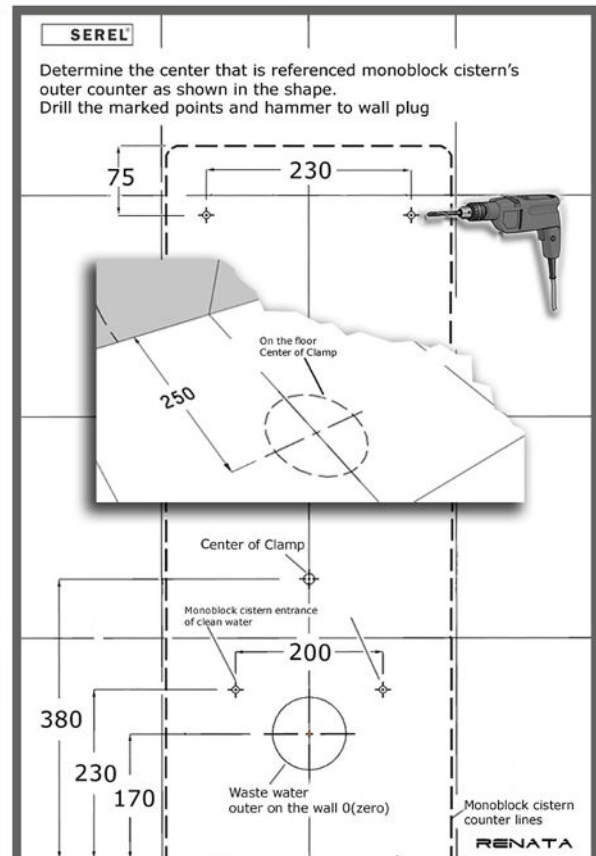 SEREL
Determine the center that is referenced monoblock cistern's
outer counter as shown in the shape.
Drill the marked points and hammer to wall plug
75
230
On the floor
Center of Clamp
250
Center of Clamp
Monoblock cistern entrance
of clean water
200
380
230
170
Waste water
outer on the wall 0(zero)
Monoblock cistern
counter lines
RENATA